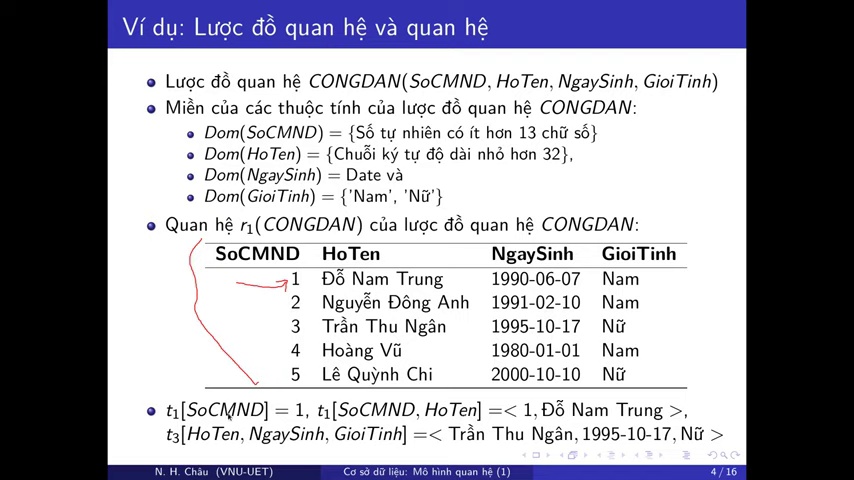 Ví dụ: Lược đồ quan hệ và quan hệ
Lược đồ quan hệ CONGDAN(SoCMND, HoTen, NgaySinh, GioiTinh)
Miền của các thuộc tính của lược đồ quan hệ CONGDAN:
Dom(SoCMND) = {Số tự nhiên có ít hơn 13 chữ số}
Dom(HoTen) = {Chuỗi ký tự độ dài nhỏ hơn 32},
Dom(NgaySinh) = Date và
Dom(GioiTinh) = {'Nam', 'Nữ'}
Quan hệ r1(CONGDAN) của lược đồ quan hệ CONGDAN:
SoCMND HoTen NgaySinh GioiTinh
1 Đỗ Nam Trung 1990-06-07 Nam
2 Nguyễn Đông Anh 1991-02-10 Nam
3 Trần Thu Ngân 1995-10-17 Nữ
4 Hoàng Vũ 1980-01-01 Nam
5 Lê Quỳnh Chi 2000-10-10 Nữ
t1[SoCMND] = 1, t1[SoCMND, HoTen] =< 1, Đỗ Nam Trung >,
t3[HoTen, NgaySinh, GioiTinh] =< Trần Thu Ngân, 1995-10-17, Nữ >
N. H. Châu (VNU-UET) Cơ sở dữ liệu: Mô hình quan hệ (1) 4 / 16